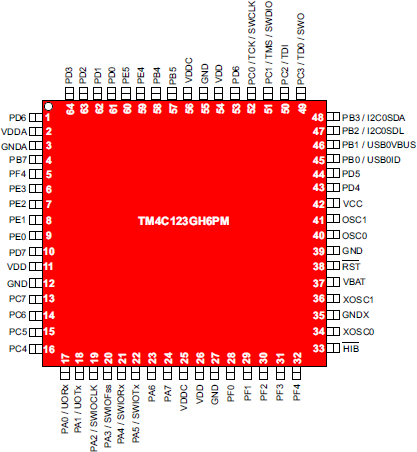 PD3
PD2
PD1
PD0
PE5
PE4
PB4
PB5
VDDC
GND
VDD
PD6
PC0 / TCK / SWCLK
PC1 / TMS / SWDIO
PC2 / TDI
PC3 / TD0 / SWO
64 63 62 61 60 59 58 57 56 55 54 53 52 51 50 49
PD6 1
VDDA 2
GNDA 3
PB7 4
PF4 5
PE3 6
PE2 7
PE1 8
PE0 9
PD7 10
VDD 11
GND 12
PC7 13
PC6 14
PC5 15
PC4 16
TM4C123GH6PM
48 PB3 / I2C0SDA
47 PB2 / I2C0SDL
46 PB1 / USB0VBUS
45 PB0 / USB0ID
44 PD5
43 PD4
42 VCC
41 OSC1
40 OSC0
39 GND
38 RST
37 VBAT
36 XOSC1
35 GNDX
34 XOSC0
33 HIB
17 18 19 20 21 22 23 24 25 26 27 28 29 30 31 32
PA0 / UORx
PA1 / UOTx
PA2 / SWIOCLK
PA3 / SWIOFss
PA4 / SWIORx
PA5 / SWIOTx
PA6
PA7
VDDC
VDD
GND
PF0
PF1
PF2
PF3
PF4